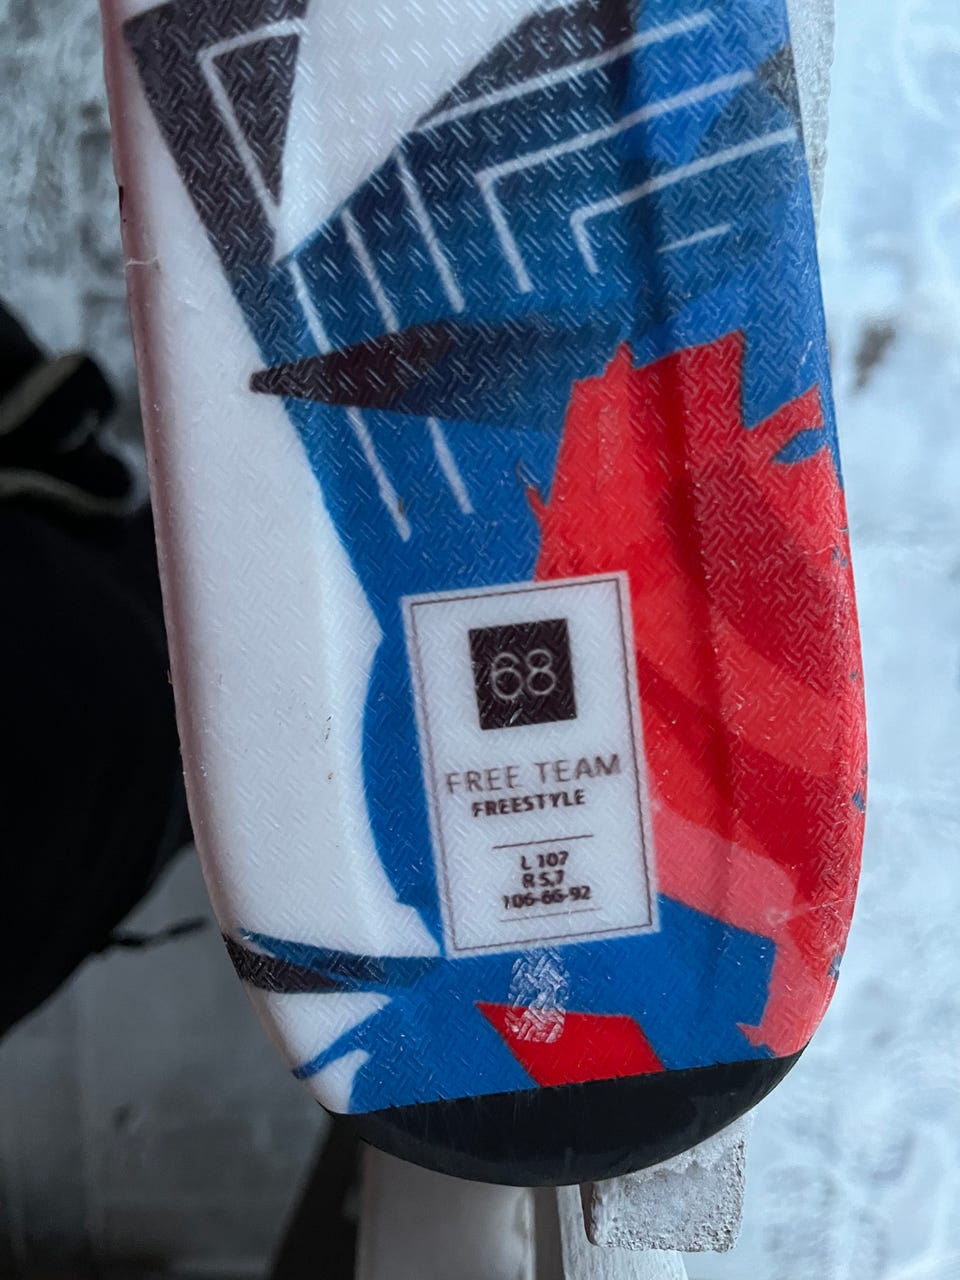 68
FREE TEAM
FREESTYLE
L 107
R 5,7
106-66-92